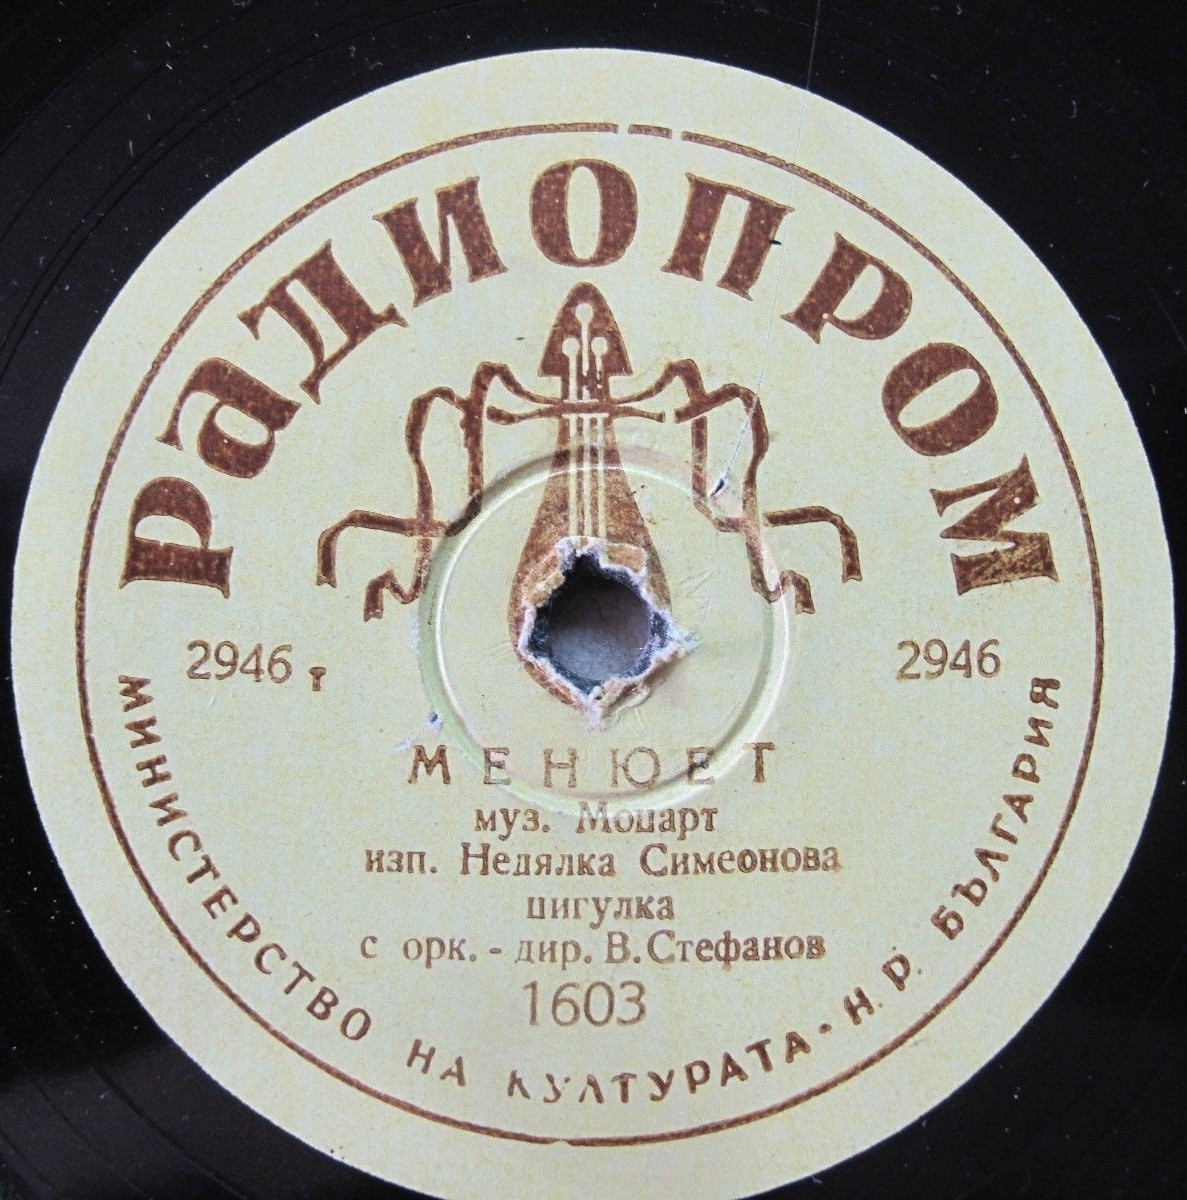 Радиопром
2946 т
2946
МЕНЮЕТ
муз. Моцарт
изп. Недялка Симеонова
цигулка
с орк. - дир. В. Стефанов
1603
МИНИСТЕРСТВО НА КУЛТУРАТА - Н. Р. БЪЛГАРИЯ